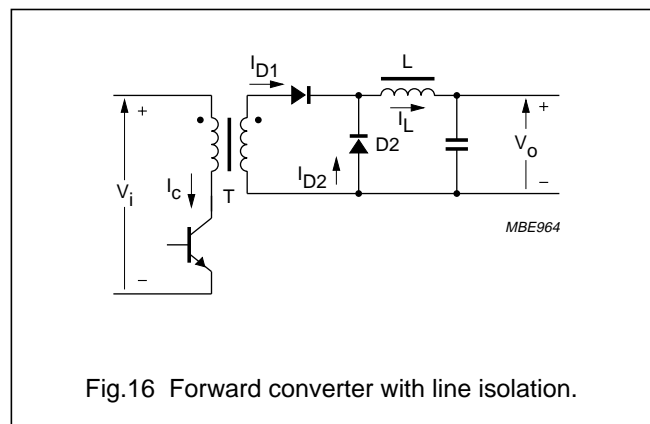 I_D1
L
+
I_L
D2
I_D2
V_o
+
−
V_i
I_c
T
+
−
MBE964
Fig.16 Forward converter with line isolation.